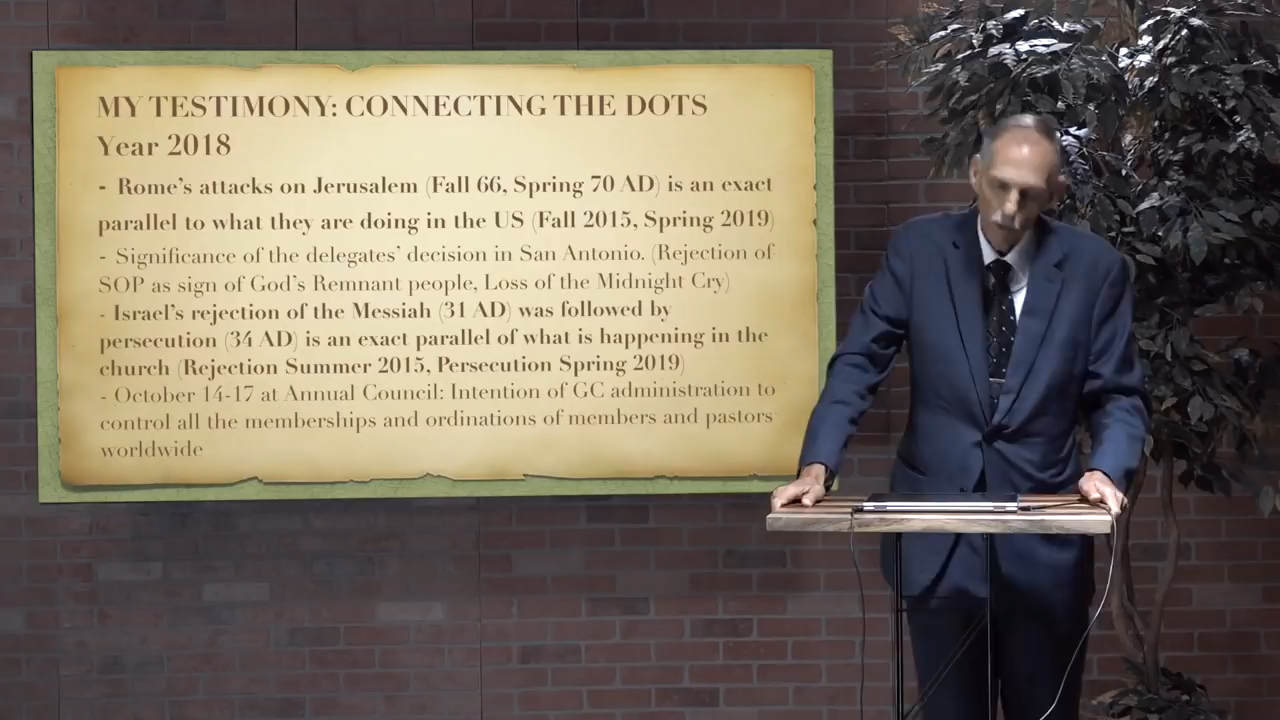 MY TESTIMONY: CONNECTING THE DOTS
Year 2018
- Rome's attacks on Jerusalem (Fall 66, Spring 70 AD) is an exact
parallel to what they are doing in the US (Fall 2015, Spring 2019)
- Significance of the delegates' decision in San Antonio. (Rejection of
SOP as sign of God's Remnant people, Loss of the Midnight Cry)
- Israel's rejection of the Messiah (31 AD) was followed by
persecution (34 AD) is an exact parallel of what is happening in the
church (Rejection Summer 2015, Persecution Spring 2019)
- October 14-17 at Annual Council: Intention of GC administration to
control all the memberships and ordinations of members and pastors
worldwide